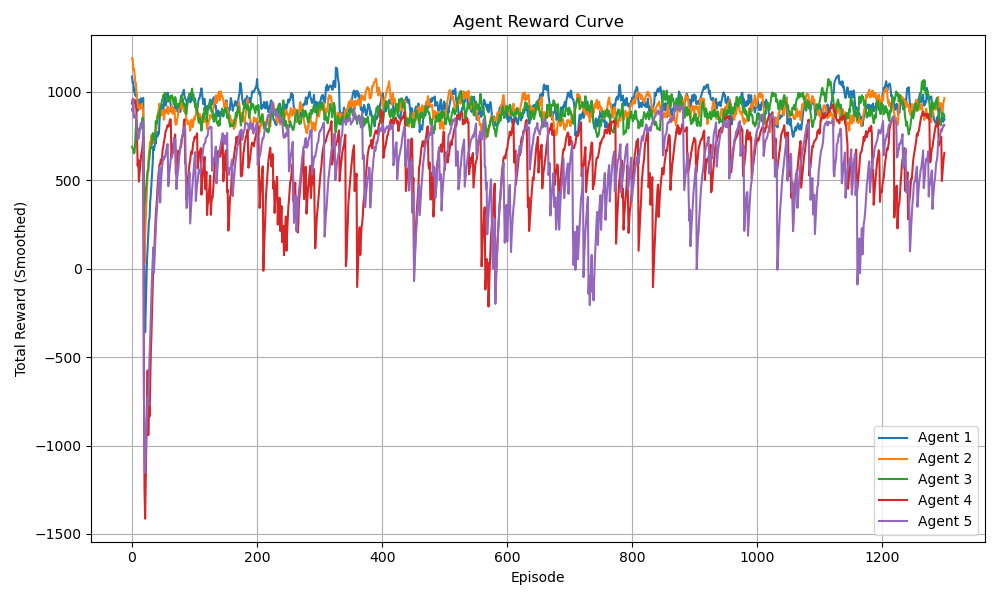 Agent Reward Curve
Total Reward (Smoothed)
1000
500
0
−500
−1000
−1500
0 200 400 600 800 1000 1200
Episode
Agent 1
Agent 2
Agent 3
Agent 4
Agent 5